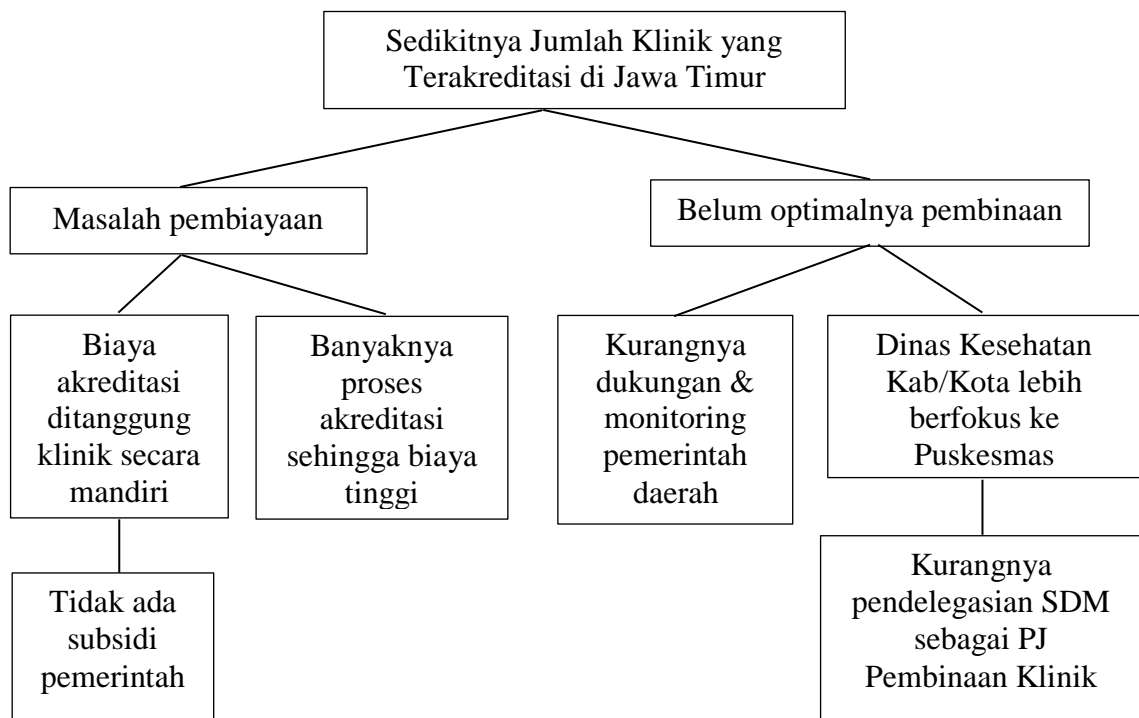 Sedikitnya Jumlah Klinik yang
Terakreditasi di Jawa Timur
Masalah pembiayaan
Belum optimalnya pembinaan
Biaya
akreditasi
ditanggung
klinik secara
mandiri
Banyaknya
proses
akreditasi
sehingga biaya
tinggi
Kurangnya
dukungan &
monitoring
pemerintah
daerah
Dinas Kesehatan
Kab/Kota lebih
berfokus ke
Puskesmas
Tidak ada
subsidi
pemerintah
Kurangnya
pendelegasian SDM
sebagai PJ
Pembinaan Klinik